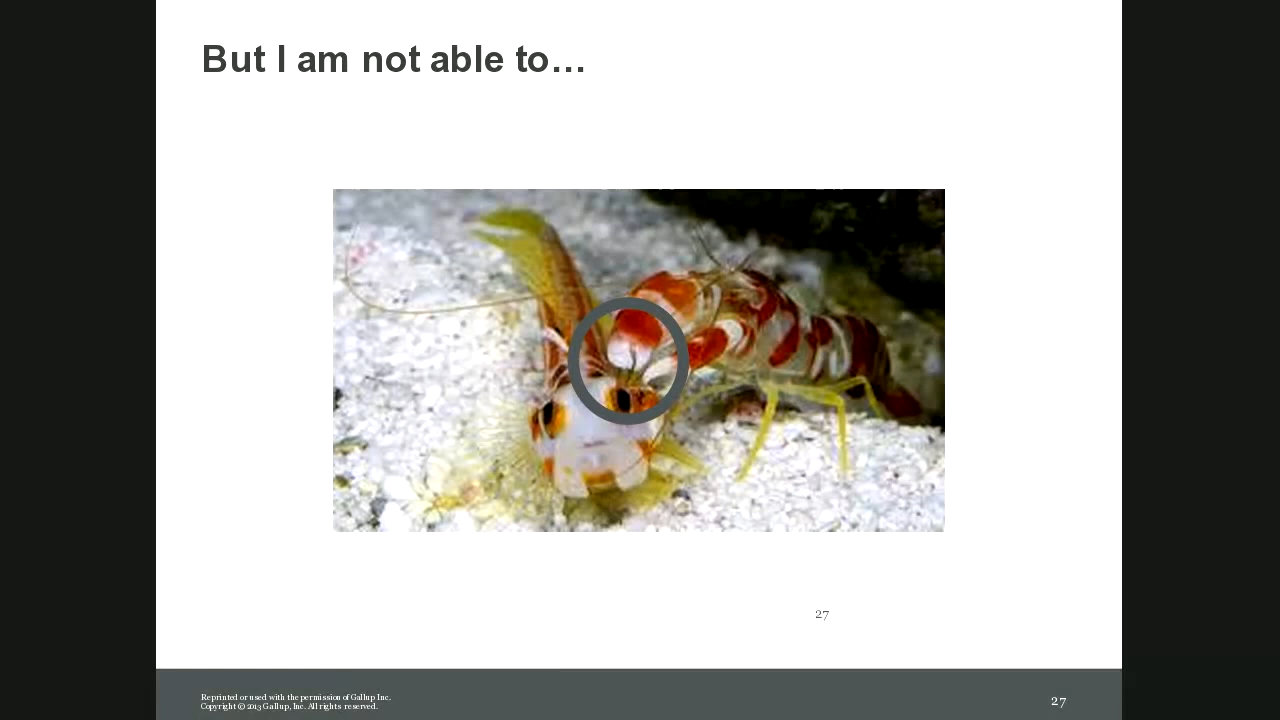 But I am not able to…
27
Reprinted or used with the permission of Gallup Inc.
Copyright © 2013 Gallup, Inc. All rights reserved.
27